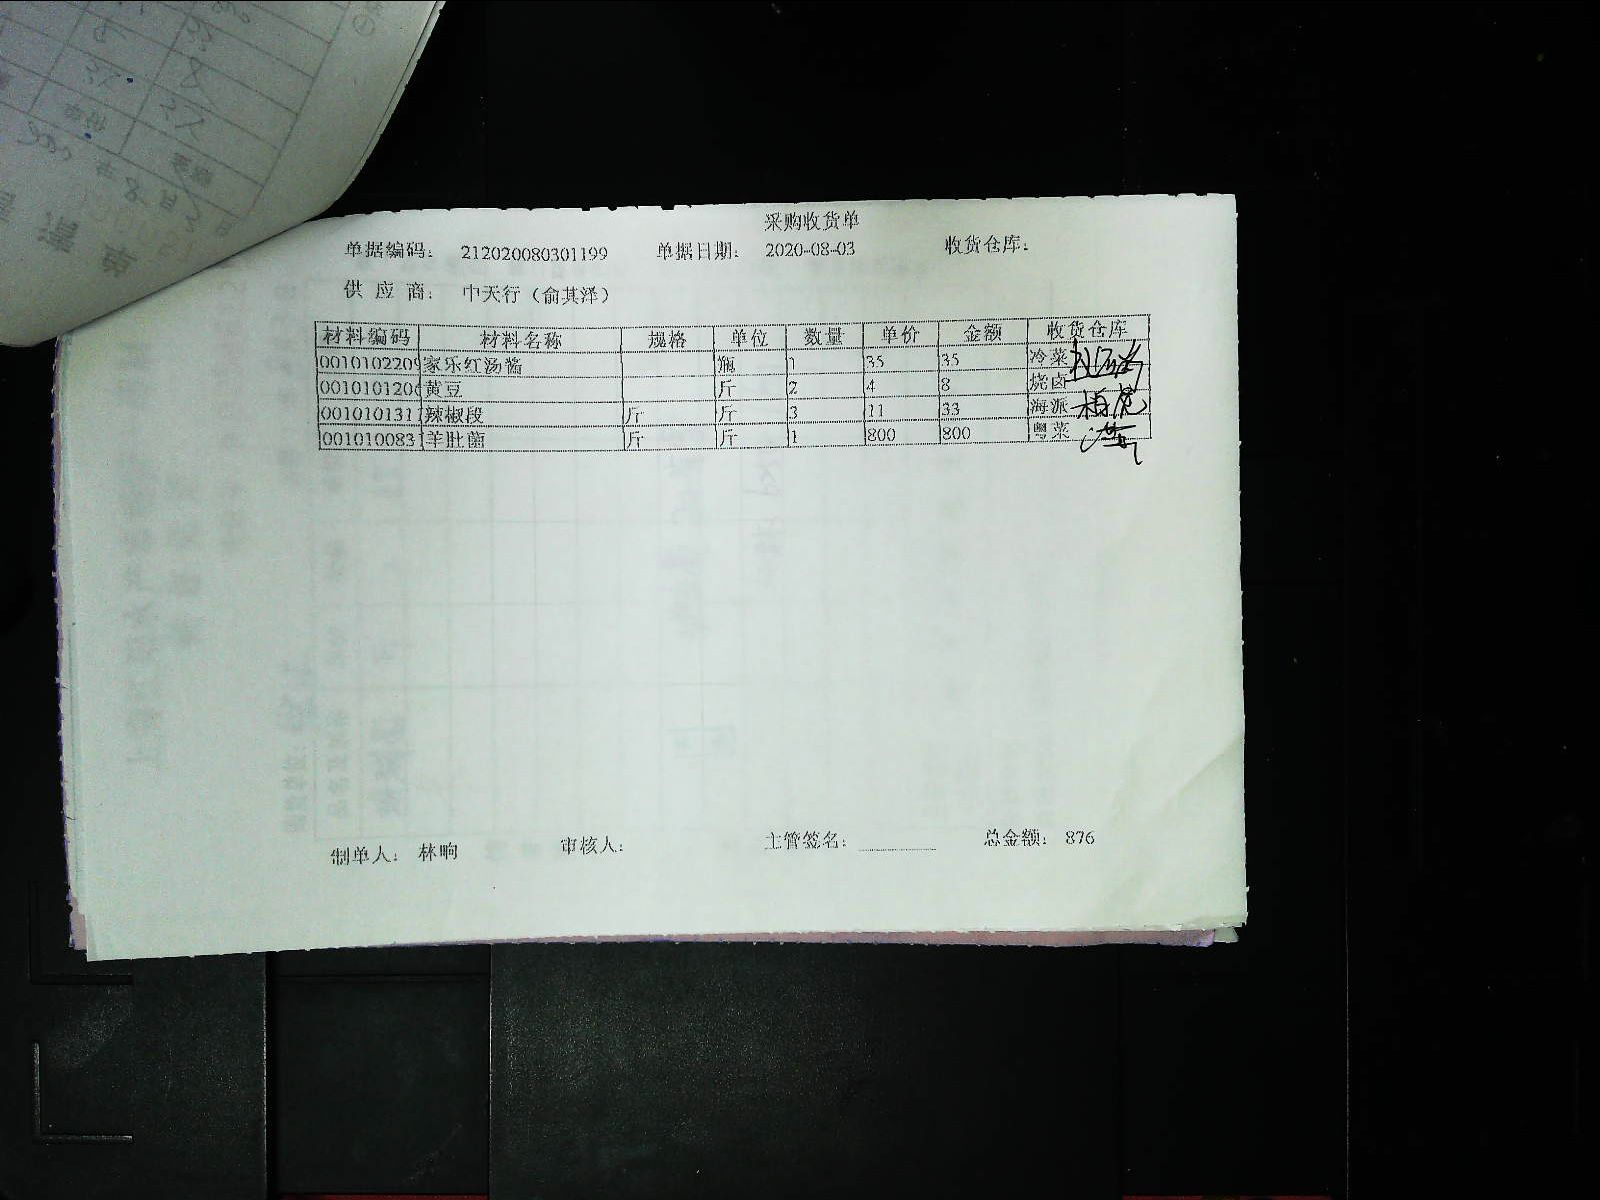 采购收货单
单据编码: 212020080301199 单据日期: 2020-08-03 收货仓库:
供应商: 中天行(俞其泽)
材料编码 材料名称 规格 单位 数量 单价 金额 收货仓库
0010102209 家乐红汤酱 瓶 1 35 35 冷菜
001010120 黄豆 斤 2 4 8 烧卤
001010131 辣椒段 斤 斤 3 11 33 海派
001010083 羊肚菌 斤 斤 1 800 800 粤菜
制单人: 林响 审核人: 主管签名: 总金额: 876